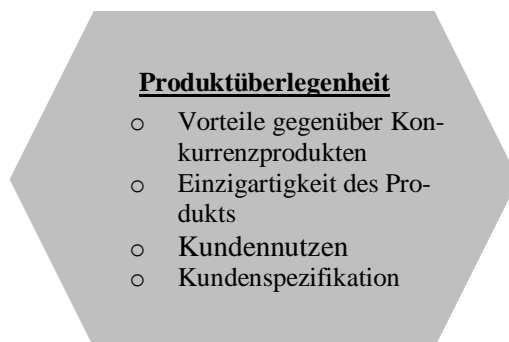 Produktüberlegenheit
o Vorteile gegenüber Kon-
kurrenzprodukten
o Einzigartigkeit des Pro-
dukts
o Kundennutzen
o Kundenspezifikation